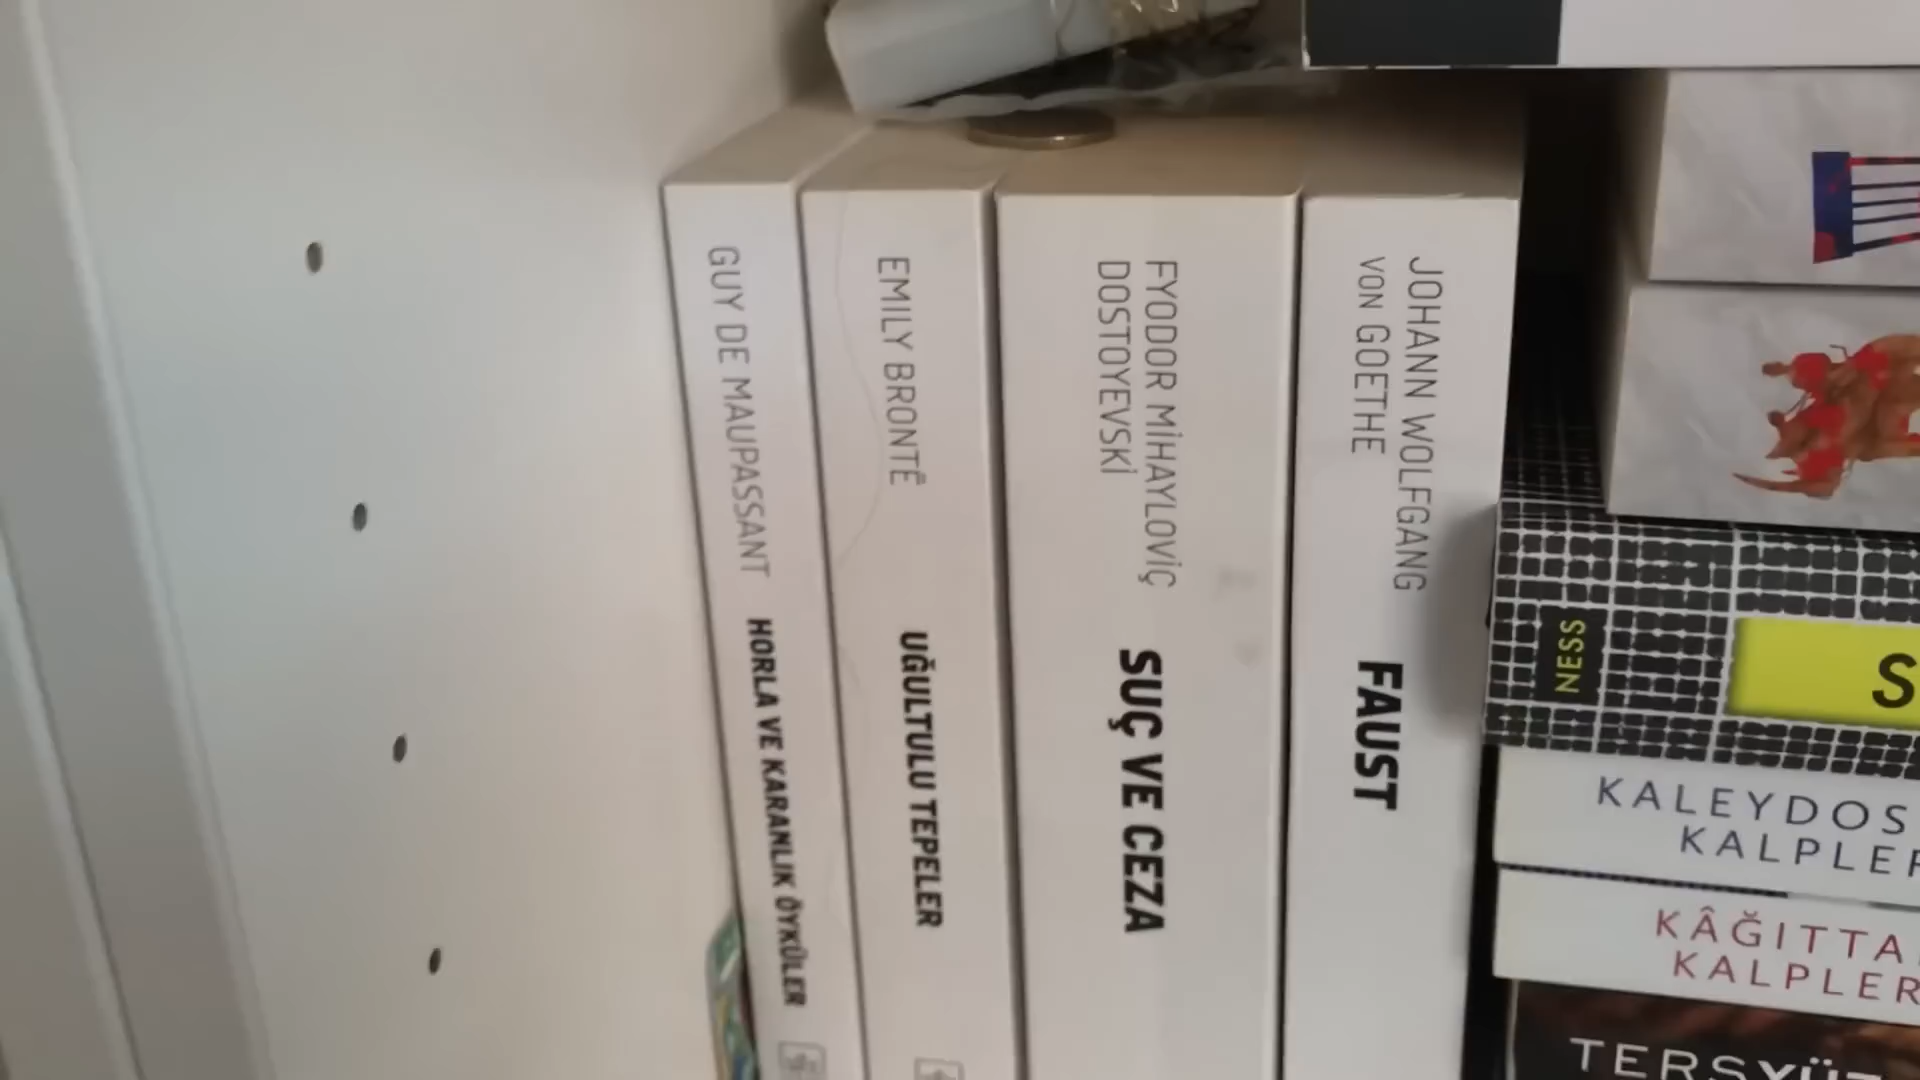 GUY DE MAUPASSANT
HORLA VE KARANLIK ÖYKÜLER
EMILY BRONTË
UĞULTULU TEPELER
FYODOR MİHAYLOVİÇ
DOSTOYEVSKİ
SUÇ VE CEZA
JOHANN WOLFGANG
VON GOETHE
FAUST
NESS
S
KALEYDOS
KALPLER
KÂĞITTA
KALPLER
TERSYÜZ